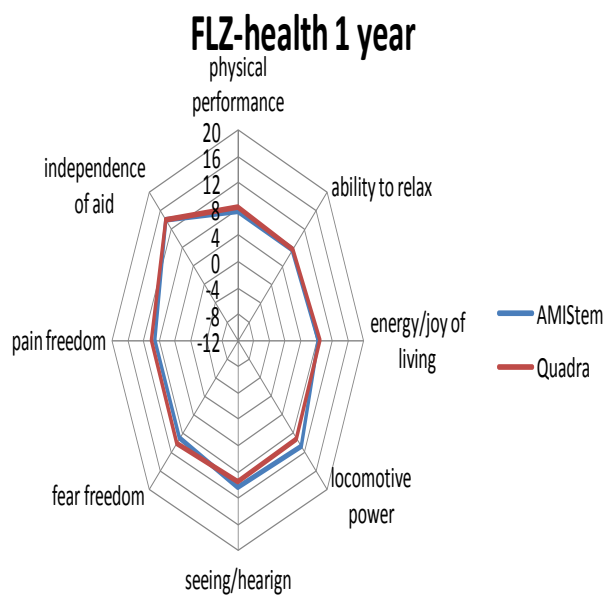 FLZ-health 1 year
physical
performance
20
16
12
8
4
0
-4
-8
-12
ability to relax
energy/joy of
living
locomotive
power
seeing/hearign
fear freedom
pain freedom
independence
of aid
AMIStem
Quadra